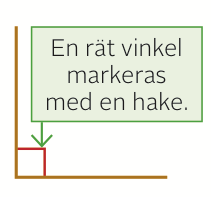 En rät vinkel
markeras
med en hake.